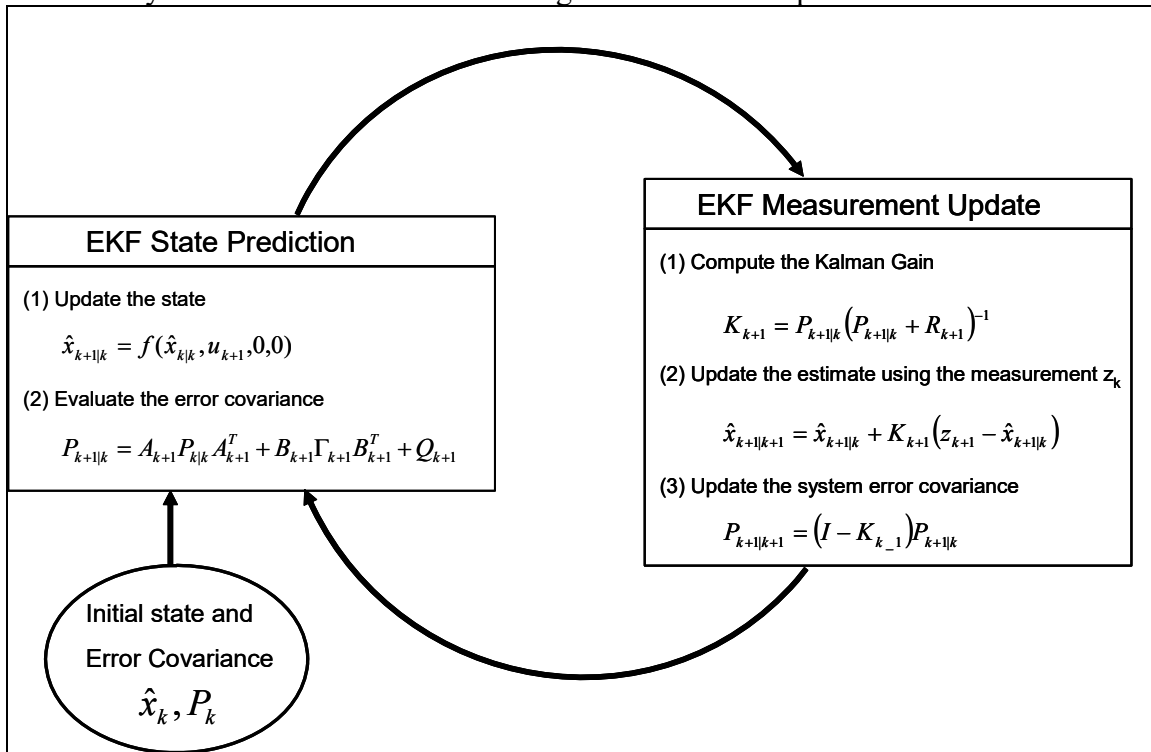 EKF State Prediction
(1) Update the state
x̂_{k+1|k} = f(x̂_{k|k}, u_{k+1}, 0,0)
(2) Evaluate the error covariance
P_{k+1|k} = A_{k+1} P_{k|k} A^T_{k+1} + B_{k+1} Γ_{k+1} B^T_{k+1} + Q_{k+1}
Initial state and
Error Covariance
x̂_k, P_k
EKF Measurement Update
(1) Compute the Kalman Gain
K_{k+1} = P_{k+1|k} (P_{k+1|k} + R_{k+1})^{-1}
(2) Update the estimate using the measurement z_k
x̂_{k+1|k+1} = x̂_{k+1|k} + K_{k+1} (z_{k+1} − x̂_{k+1|k})
(3) Update the system error covariance
P_{k+1|k+1} = (I − K_{k_1}) P_{k+1|k}